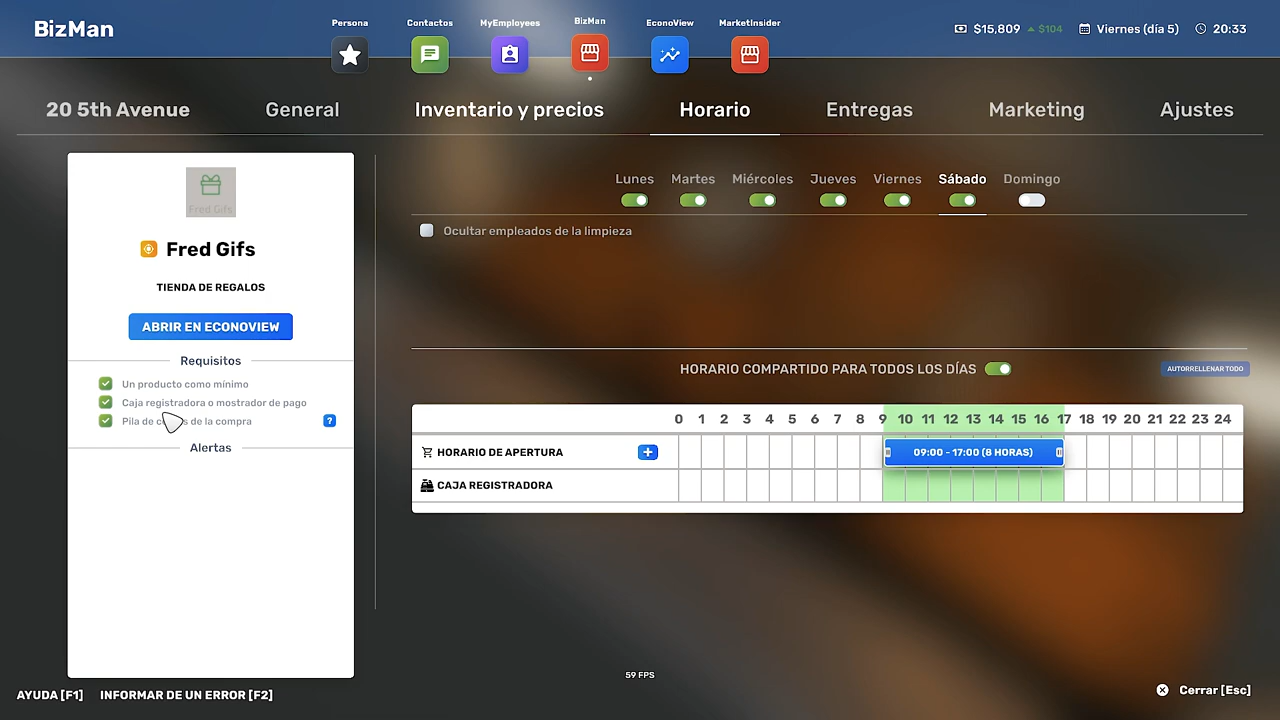 BizMan
Persona
Contactos
MyEmployees
BizMan
EconoView
MarketInsider
$15,809 $104
Viernes (día 5)
20:33
20 5th Avenue
General
Inventario y precios
Horario
Entregas
Marketing
Ajustes
Fred Gifs
Fred Gifs
TIENDA DE REGALOS
ABRIR EN ECONOVIEW
Requisitos
Un producto como mínimo
Caja registradora o mostrador de pago
Pila de de la compra
?
Alertas
Lunes
Martes
Miércoles
Jueves
Viernes
Sábado
Domingo
Ocultar empleados de la limpieza
HORARIO COMPARTIDO PARA TODOS LOS DÍAS
AUTORRELLENAR TODO
0 1 2 3 4 5 6 7 8 9 10 11 12 13 14 15 16 17 18 19 20 21 22 23 24
HORARIO DE APERTURA
+
09:00 - 17:00 (8 HORAS)
CAJA REGISTRADORA
59 FPS
AYUDA [F1]
INFORMAR DE UN ERROR [F2]
Cerrar [Esc]